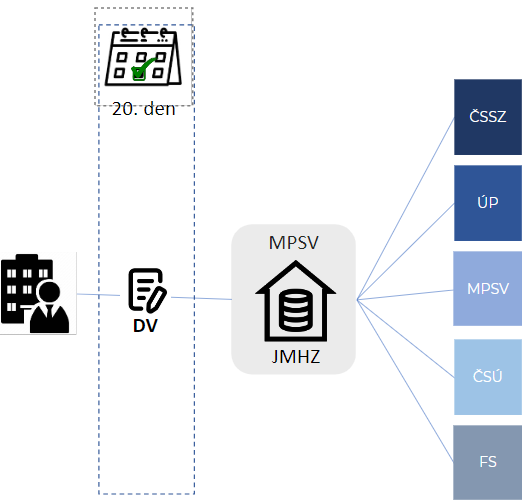 20. den
DV
MPSV
JMHZ
ČSSZ
ÚP
MPSV
ČSÚ
FS